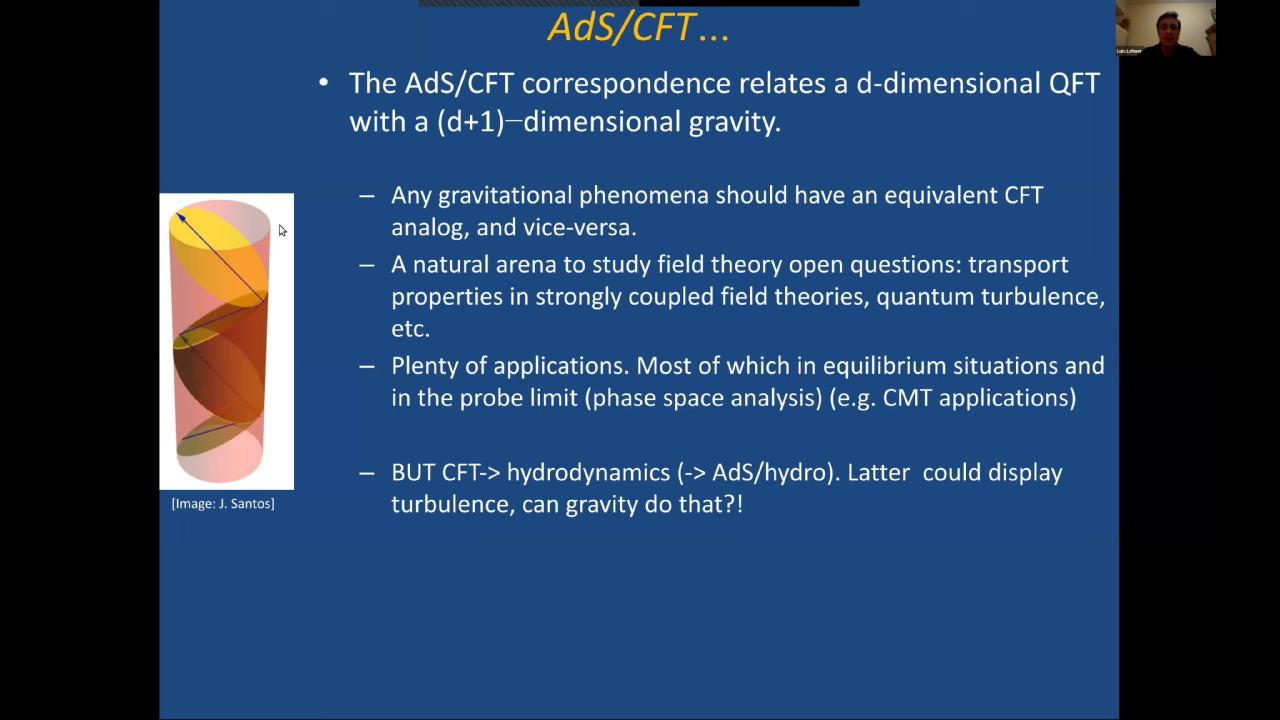 AdS/CFT...
Luis Lehner
• The AdS/CFT correspondence relates a d-dimensional QFT
with a (d+1)−dimensional gravity.
– Any gravitational phenomena should have an equivalent CFT
analog, and vice-versa.
– A natural arena to study field theory open questions: transport
properties in strongly coupled field theories, quantum turbulence,
etc.
– Plenty of applications. Most of which in equilibrium situations and
in the probe limit (phase space analysis) (e.g. CMT applications)
– BUT CFT-> hydrodynamics (-> AdS/hydro). Latter could display
turbulence, can gravity do that?!
[Image: J. Santos]